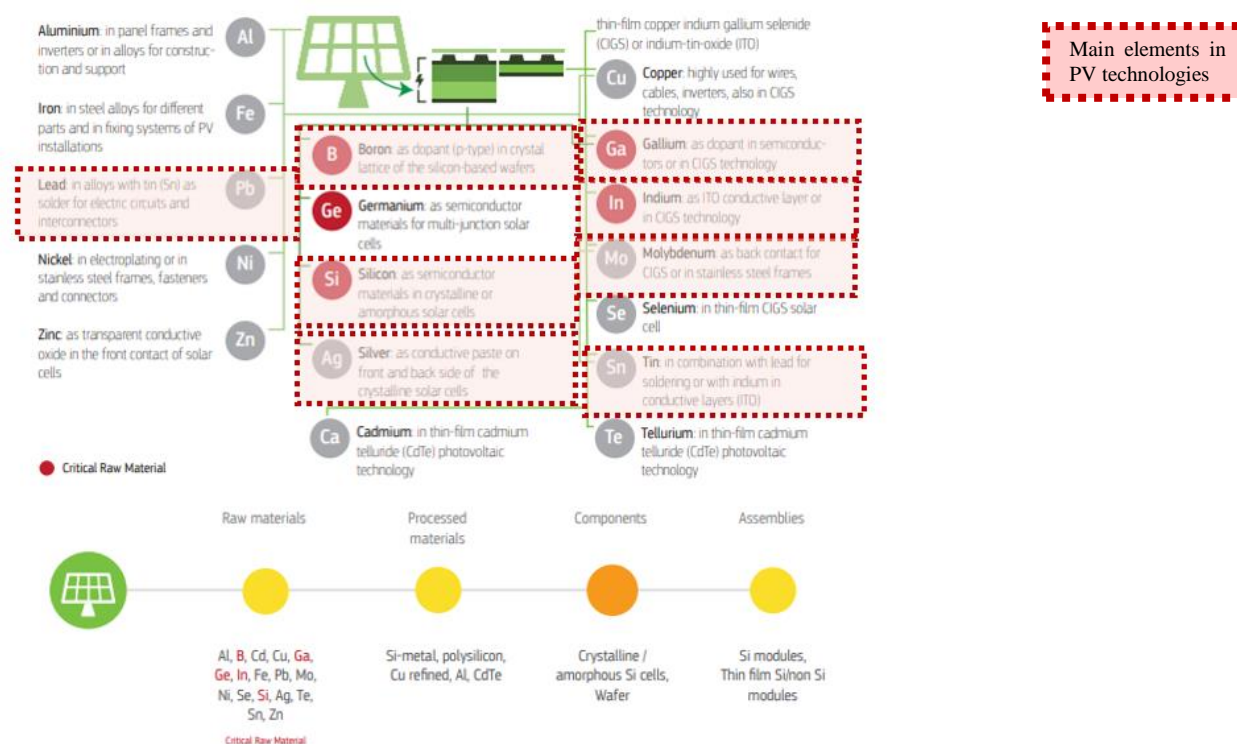 Aluminium: in panel frames and
inverters or in alloys for construc-
tion and support
Al
Iron: in steel alloys for different
parts and in fixing systems of PV
installations
Fe
Lead: in alloys with tin (Sn) as
solder for electric circuits and
interconnectors
Pb
Nickel: in electroplating or in
stainless steel frames, fasteners
and connectors
Ni
Zinc: as transparent conductive
oxide in the front contact of solar
cells
Zn
B
Boron: as dopant (p-type) in crystal
lattice of the silicon-based wafers
Ge
Germanium: as semiconductor
materials for multi-junction solar
cells
Si
Silicon: as semiconductor
materials in crystalline or
amorphous solar cells
Ag
Silver: as conductive paste on
front and back side of the
crystalline solar cells
Ca
Cadmium: in thin-film cadmium
telluride (CdTe) photovoltaic
technology
thin-film copper indium gallium selenide
(CIGS) or indium-tin-oxide (ITO)
Cu
Copper: highly used for wires,
cables, inverters, also in CIGS
technology
Ga
Gallium: as dopant in semiconduc-
tors or in CIGS technology
In
Indium: as ITO conductive layer or
in CIGS technology
Mo
Molybdenum: as back contact for
CIGS or in stainless steel frames
Se
Selenium: in thin-film CIGS solar
cell
Sn
Tin: in combination with lead for
soldering or with indium in
conductive layers (ITO)
Te
Tellurium: in thin-film cadmium
telluride (CdTe) photovoltaic
technology
Main elements in
PV technologies
Critical Raw Material
Raw materials
Processed
materials
Components
Assemblies
Al, B, Cd, Cu, Ga,
Ge, In, Fe, Pb, Mo,
Ni, Se, Si, Ag, Te,
Sn, Zn
Critical Raw Material
Si-metal, polysilicon,
Cu refined, Al, CdTe
Crystalline /
amorphous Si cells,
Wafer
Si modules,
Thin film Si/non Si
modules